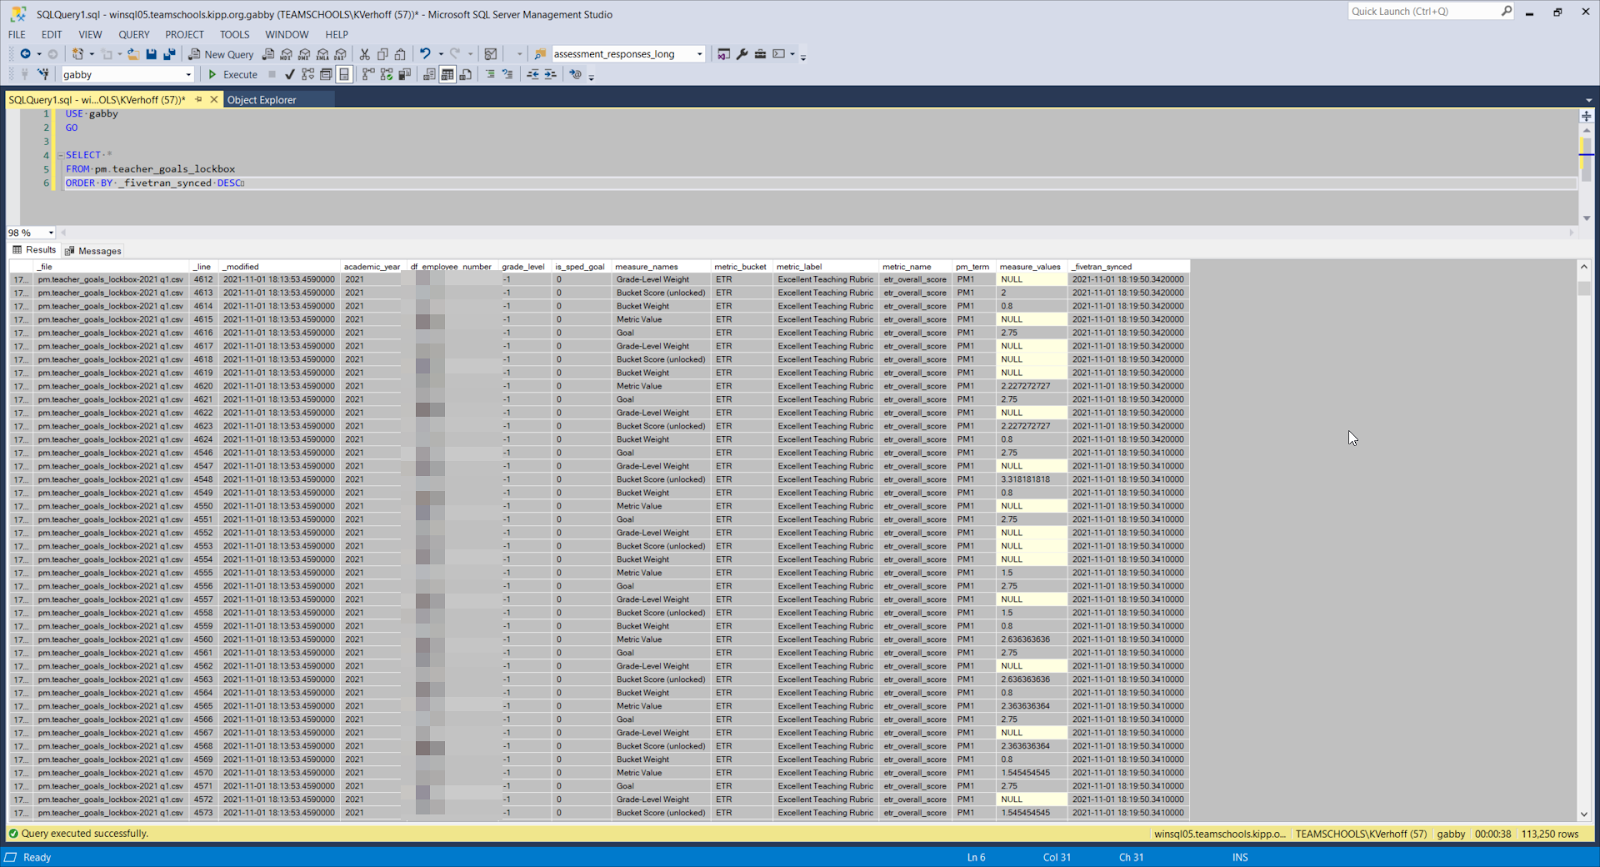 SQLQuery1.sql - winsql05.teamschools.kipp.org.gabby (TEAMSCHOOLS\KVerhoff (57))* - Microsoft SQL Server Management Studio
Quick Launch (Ctrl+Q)
FILE EDIT VIEW QUERY PROJECT TOOLS WINDOW HELP
New Query assessment_responses_long
gabby Execute
SQLQuery1.sql - wi...OLS\KVerhoff (57))* Object Explorer
1 USE gabby
2 GO
3
4 SELECT *
5 FROM pm.teacher_goals_lockbox
6 ORDER BY _fivetran_synced DESC
98 %
Results Messages
_file _line _modified academic_year df_employee_number grade_level is_sped_goal measure_names metric_bucket metric_label metric_name pm_term measure_values _fivetran_synced
17... pm.teacher_goals_lockbox-2021 q1.csv 4612 2021-11-01 18:13:53.4590000 2021 -1 0 Grade-Level Weight ETR Excellent Teaching Rubric etr_overall_score PM1 NULL 2021-11-01 18:19:50.3420000
17... pm.teacher_goals_lockbox-2021 q1.csv 4613 2021-11-01 18:13:53.4590000 2021 -1 0 Bucket Score (unlocked) ETR Excellent Teaching Rubric etr_overall_score PM1 2 2021-11-01 18:19:50.3420000
17... pm.teacher_goals_lockbox-2021 q1.csv 4614 2021-11-01 18:13:53.4590000 2021 -1 0 Bucket Weight ETR Excellent Teaching Rubric etr_overall_score PM1 0.8 2021-11-01 18:19:50.3420000
17... pm.teacher_goals_lockbox-2021 q1.csv 4615 2021-11-01 18:13:53.4590000 2021 -1 0 Metric Value ETR Excellent Teaching Rubric etr_overall_score PM1 NULL 2021-11-01 18:19:50.3420000
17... pm.teacher_goals_lockbox-2021 q1.csv 4616 2021-11-01 18:13:53.4590000 2021 -1 0 Goal ETR Excellent Teaching Rubric etr_overall_score PM1 2.75 2021-11-01 18:19:50.3420000
17... pm.teacher_goals_lockbox-2021 q1.csv 4617 2021-11-01 18:13:53.4590000 2021 -1 0 Grade-Level Weight ETR Excellent Teaching Rubric etr_overall_score PM1 NULL 2021-11-01 18:19:50.3420000
17... pm.teacher_goals_lockbox-2021 q1.csv 4618 2021-11-01 18:13:53.4590000 2021 -1 0 Bucket Score (unlocked) ETR Excellent Teaching Rubric etr_overall_score PM1 NULL 2021-11-01 18:19:50.3420000
17... pm.teacher_goals_lockbox-2021 q1.csv 4619 2021-11-01 18:13:53.4590000 2021 -1 0 Bucket Weight ETR Excellent Teaching Rubric etr_overall_score PM1 NULL 2021-11-01 18:19:50.3420000
17... pm.teacher_goals_lockbox-2021 q1.csv 4620 2021-11-01 18:13:53.4590000 2021 -1 0 Metric Value ETR Excellent Teaching Rubric etr_overall_score PM1 2.227272727 2021-11-01 18:19:50.3420000
17... pm.teacher_goals_lockbox-2021 q1.csv 4621 2021-11-01 18:13:53.4590000 2021 -1 0 Goal ETR Excellent Teaching Rubric etr_overall_score PM1 2.75 2021-11-01 18:19:50.3420000
17... pm.teacher_goals_lockbox-2021 q1.csv 4622 2021-11-01 18:13:53.4590000 2021 -1 0 Grade-Level Weight ETR Excellent Teaching Rubric etr_overall_score PM1 NULL 2021-11-01 18:19:50.3420000
17... pm.teacher_goals_lockbox-2021 q1.csv 4623 2021-11-01 18:13:53.4590000 2021 -1 0 Bucket Score (unlocked) ETR Excellent Teaching Rubric etr_overall_score PM1 2.227272727 2021-11-01 18:19:50.3420000
17... pm.teacher_goals_lockbox-2021 q1.csv 4624 2021-11-01 18:13:53.4590000 2021 -1 0 Bucket Weight ETR Excellent Teaching Rubric etr_overall_score PM1 0.8 2021-11-01 18:19:50.3420000
17... pm.teacher_goals_lockbox-2021 q1.csv 4546 2021-11-01 18:13:53.4590000 2021 -1 0 Goal ETR Excellent Teaching Rubric etr_overall_score PM1 2.75 2021-11-01 18:19:50.3410000
17... pm.teacher_goals_lockbox-2021 q1.csv 4547 2021-11-01 18:13:53.4590000 2021 -1 0 Grade-Level Weight ETR Excellent Teaching Rubric etr_overall_score PM1 NULL 2021-11-01 18:19:50.3410000
17... pm.teacher_goals_lockbox-2021 q1.csv 4548 2021-11-01 18:13:53.4590000 2021 -1 0 Bucket Score (unlocked) ETR Excellent Teaching Rubric etr_overall_score PM1 3.318181818 2021-11-01 18:19:50.3410000
17... pm.teacher_goals_lockbox-2021 q1.csv 4549 2021-11-01 18:13:53.4590000 2021 -1 0 Bucket Weight ETR Excellent Teaching Rubric etr_overall_score PM1 0.8 2021-11-01 18:19:50.3410000
17... pm.teacher_goals_lockbox-2021 q1.csv 4550 2021-11-01 18:13:53.4590000 2021 -1 0 Metric Value ETR Excellent Teaching Rubric etr_overall_score PM1 NULL 2021-11-01 18:19:50.3410000
17... pm.teacher_goals_lockbox-2021 q1.csv 4551 2021-11-01 18:13:53.4590000 2021 -1 0 Goal ETR Excellent Teaching Rubric etr_overall_score PM1 2.75 2021-11-01 18:19:50.3410000
17... pm.teacher_goals_lockbox-2021 q1.csv 4552 2021-11-01 18:13:53.4590000 2021 -1 0 Grade-Level Weight ETR Excellent Teaching Rubric etr_overall_score PM1 NULL 2021-11-01 18:19:50.3410000
17... pm.teacher_goals_lockbox-2021 q1.csv 4553 2021-11-01 18:13:53.4590000 2021 -1 0 Bucket Score (unlocked) ETR Excellent Teaching Rubric etr_overall_score PM1 NULL 2021-11-01 18:19:50.3410000
17... pm.teacher_goals_lockbox-2021 q1.csv 4554 2021-11-01 18:13:53.4590000 2021 -1 0 Bucket Weight ETR Excellent Teaching Rubric etr_overall_score PM1 NULL 2021-11-01 18:19:50.3410000
17... pm.teacher_goals_lockbox-2021 q1.csv 4555 2021-11-01 18:13:53.4590000 2021 -1 0 Metric Value ETR Excellent Teaching Rubric etr_overall_score PM1 1.5 2021-11-01 18:19:50.3410000
17... pm.teacher_goals_lockbox-2021 q1.csv 4556 2021-11-01 18:13:53.4590000 2021 -1 0 Goal ETR Excellent Teaching Rubric etr_overall_score PM1 2.75 2021-11-01 18:19:50.3410000
17... pm.teacher_goals_lockbox-2021 q1.csv 4557 2021-11-01 18:13:53.4590000 2021 -1 0 Grade-Level Weight ETR Excellent Teaching Rubric etr_overall_score PM1 NULL 2021-11-01 18:19:50.3410000
17... pm.teacher_goals_lockbox-2021 q1.csv 4558 2021-11-01 18:13:53.4590000 2021 -1 0 Bucket Score (unlocked) ETR Excellent Teaching Rubric etr_overall_score PM1 1.5 2021-11-01 18:19:50.3410000
17... pm.teacher_goals_lockbox-2021 q1.csv 4559 2021-11-01 18:13:53.4590000 2021 -1 0 Bucket Weight ETR Excellent Teaching Rubric etr_overall_score PM1 0.8 2021-11-01 18:19:50.3410000
17... pm.teacher_goals_lockbox-2021 q1.csv 4560 2021-11-01 18:13:53.4590000 2021 -1 0 Metric Value ETR Excellent Teaching Rubric etr_overall_score PM1 2.636363636 2021-11-01 18:19:50.3410000
17... pm.teacher_goals_lockbox-2021 q1.csv 4561 2021-11-01 18:13:53.4590000 2021 -1 0 Goal ETR Excellent Teaching Rubric etr_overall_score PM1 2.75 2021-11-01 18:19:50.3410000
17... pm.teacher_goals_lockbox-2021 q1.csv 4562 2021-11-01 18:13:53.4590000 2021 -1 0 Grade-Level Weight ETR Excellent Teaching Rubric etr_overall_score PM1 NULL 2021-11-01 18:19:50.3410000
17... pm.teacher_goals_lockbox-2021 q1.csv 4563 2021-11-01 18:13:53.4590000 2021 -1 0 Bucket Score (unlocked) ETR Excellent Teaching Rubric etr_overall_score PM1 2.636363636 2021-11-01 18:19:50.3410000
17... pm.teacher_goals_lockbox-2021 q1.csv 4564 2021-11-01 18:13:53.4590000 2021 -1 0 Bucket Weight ETR Excellent Teaching Rubric etr_overall_score PM1 0.8 2021-11-01 18:19:50.3410000
17... pm.teacher_goals_lockbox-2021 q1.csv 4565 2021-11-01 18:13:53.4590000 2021 -1 0 Metric Value ETR Excellent Teaching Rubric etr_overall_score PM1 2.363636364 2021-11-01 18:19:50.3410000
17... pm.teacher_goals_lockbox-2021 q1.csv 4566 2021-11-01 18:13:53.4590000 2021 -1 0 Goal ETR Excellent Teaching Rubric etr_overall_score PM1 2.75 2021-11-01 18:19:50.3410000
17... pm.teacher_goals_lockbox-2021 q1.csv 4567 2021-11-01 18:13:53.4590000 2021 -1 0 Grade-Level Weight ETR Excellent Teaching Rubric etr_overall_score PM1 NULL 2021-11-01 18:19:50.3410000
17... pm.teacher_goals_lockbox-2021 q1.csv 4568 2021-11-01 18:13:53.4590000 2021 -1 0 Bucket Score (unlocked) ETR Excellent Teaching Rubric etr_overall_score PM1 2.363636364 2021-11-01 18:19:50.3410000
17... pm.teacher_goals_lockbox-2021 q1.csv 4569 2021-11-01 18:13:53.4590000 2021 -1 0 Bucket Weight ETR Excellent Teaching Rubric etr_overall_score PM1 0.8 2021-11-01 18:19:50.3410000
17... pm.teacher_goals_lockbox-2021 q1.csv 4570 2021-11-01 18:13:53.4590000 2021 -1 0 Metric Value ETR Excellent Teaching Rubric etr_overall_score PM1 1.545454545 2021-11-01 18:19:50.3410000
17... pm.teacher_goals_lockbox-2021 q1.csv 4571 2021-11-01 18:13:53.4590000 2021 -1 0 Goal ETR Excellent Teaching Rubric etr_overall_score PM1 2.75 2021-11-01 18:19:50.3410000
17... pm.teacher_goals_lockbox-2021 q1.csv 4572 2021-11-01 18:13:53.4590000 2021 -1 0 Grade-Level Weight ETR Excellent Teaching Rubric etr_overall_score PM1 NULL 2021-11-01 18:19:50.3410000
17... pm.teacher_goals_lockbox-2021 q1.csv 4573 2021-11-01 18:13:53.4590000 2021 -1 0 Bucket Score (unlocked) ETR Excellent Teaching Rubric etr_overall_score PM1 1.545454545 2021-11-01 18:19:50.3410000
Query executed successfully. winsql05.teamschools.kipp.o... TEAMSCHOOLS\KVerhoff (57) gabby 00:00:38 113,250 rows
Ready Ln 6 Col 31 Ch 31 INS